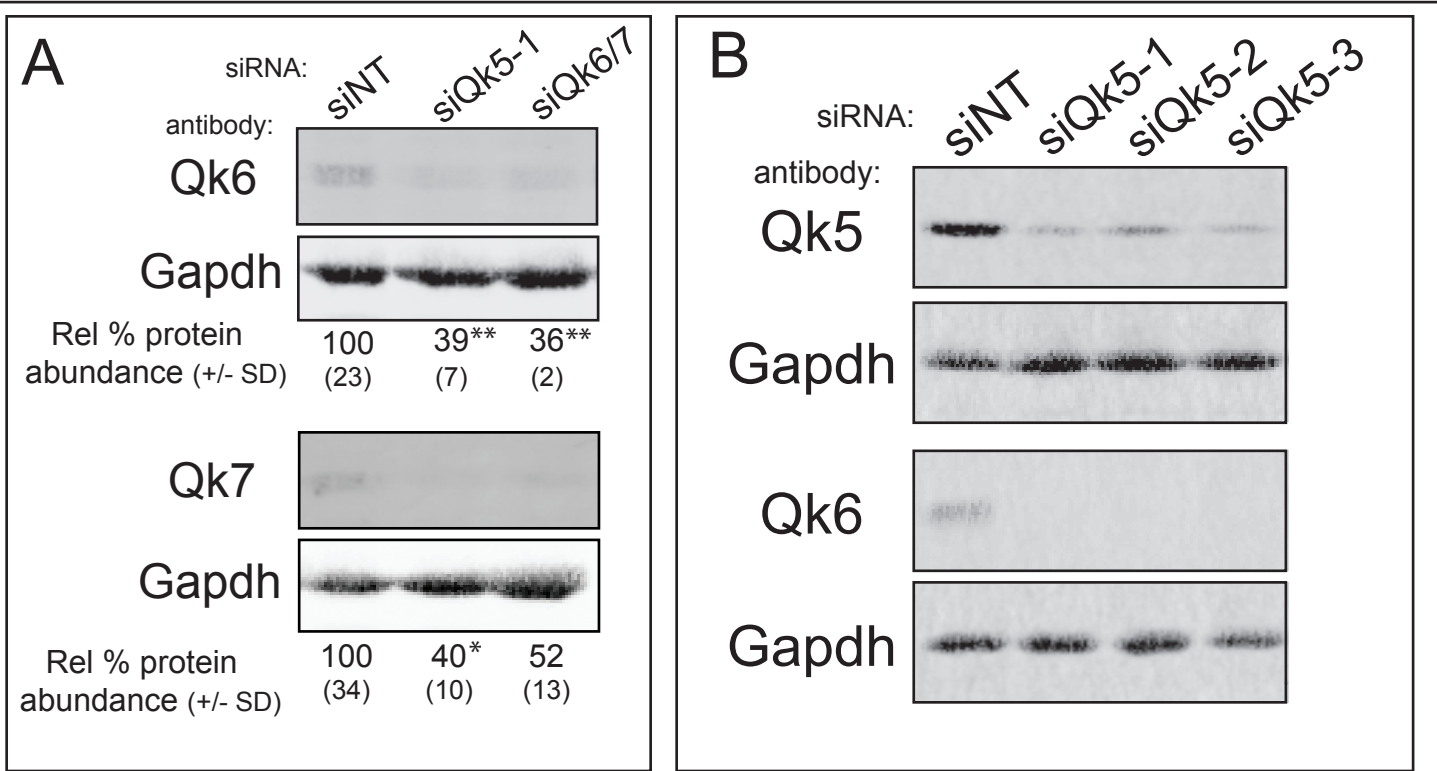 A
siRNA: siNT siQk5-1 siQk6/7
antibody:
Qk6
Gapdh
Rel % protein abundance (+/- SD)
100 39** 36**
(23) (7) (2)
Qk7
Gapdh
Rel % protein abundance (+/- SD)
100 40* 52
(34) (10) (13)
B
siRNA: siNT siQk5-1 siQk5-2 siQk5-3
antibody:
Qk5
Gapdh
Qk6
Gapdh